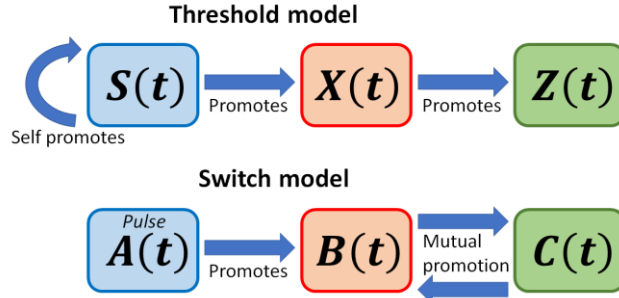 Threshold model
S(t)
Promotes
X(t)
Promotes
Z(t)
Self promotes
Switch model
Pulse
A(t)
Promotes
B(t)
Mutual
promotion
C(t)